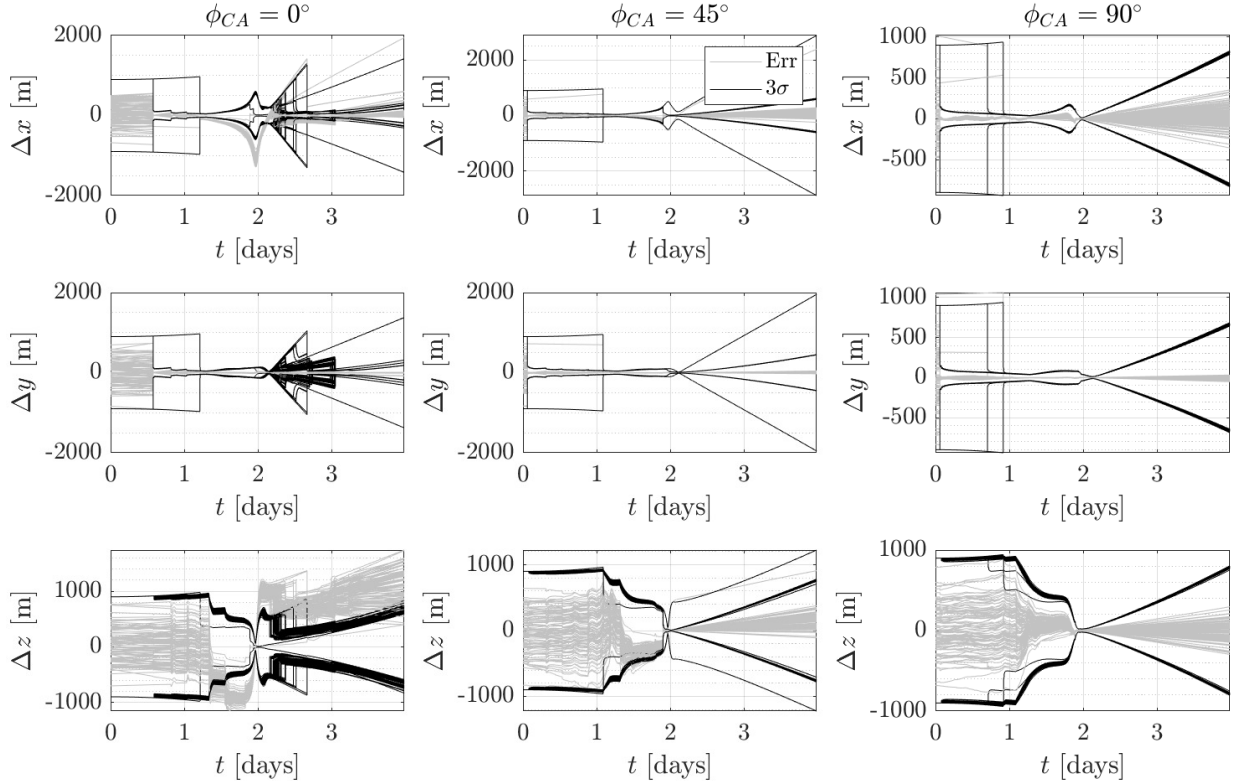 ϕ_CA = 0° ϕ_CA = 45° ϕ_CA = 90°
2000 2000 1000
Δx [m] 0 Δx [m] 0 Δx [m] 500 0 -500
-2000 -2000
0 1 2 3 0 1 2 3 0 1 2 3
t [days] t [days] t [days]
Err
3σ
2000 2000 1000
Δy [m] 0 Δy [m] 0 Δy [m] 500 0 -500
-2000 -2000
0 1 2 3 0 1 2 3 0 1 2 3
t [days] t [days] t [days]
1000 1000 1000
Δz [m] 0 Δz [m] 0 Δz [m] 0
-1000 -1000 -1000
0 1 2 3 0 1 2 3 0 1 2 3
t [days] t [days] t [days]